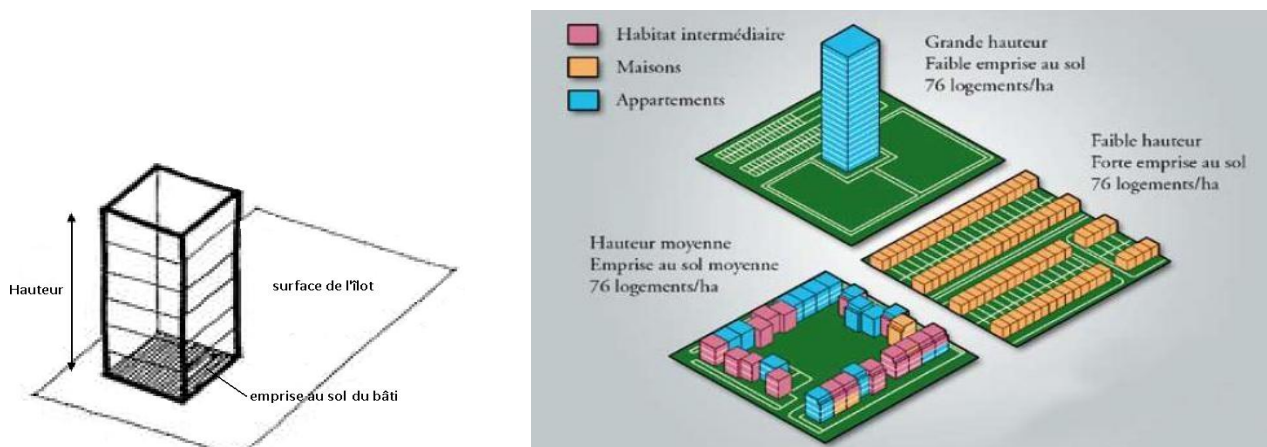 Hauteur
surface de l'îlot
emprise au sol du bâti
Habitat intermédiaire
Maisons
Appartements
Grande hauteur
Faible emprise au sol
76 logements/ha
Faible hauteur
Forte emprise au sol
76 logements/ha
Hauteur moyenne
Emprise au sol moyenne
76 logements/ha